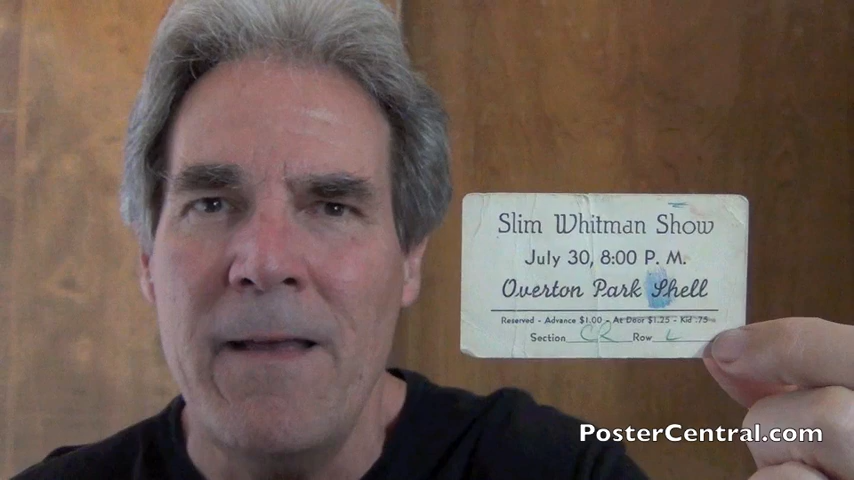 Slim Whitman Show
July 30, 8:00 P. M.
Overton Park Shell
Reserved - Advance $1.00 - At Door $1.25 - Kid .75
Section CR Row L
PosterCentral.com